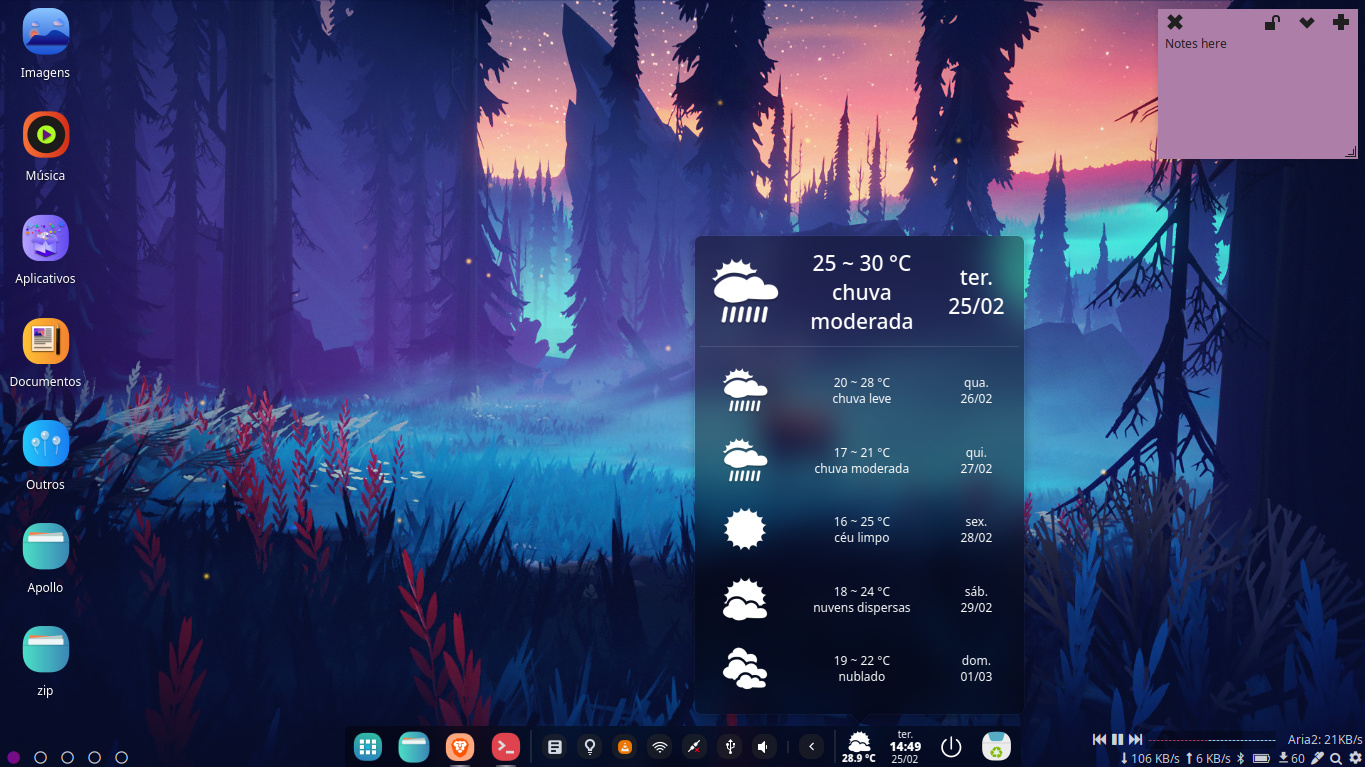 Imagens
Música
Aplicativos
Documentos
Outros
Apollo
zip
Notes here
25 ~ 30 °C
chuva
moderada
ter.
25/02
20 ~ 28 °C
chuva leve
qua.
26/02
17 ~ 21 °C
chuva moderada
qui.
27/02
16 ~ 25 °C
céu limpo
sex.
28/02
18 ~ 24 °C
nuvens dispersas
sáb.
29/02
19 ~ 22 °C
nublado
dom.
01/03
28.9 °C
ter.
14:49
25/02
Aria2: 21KB/s
106 KB/s 6 KB/s 60